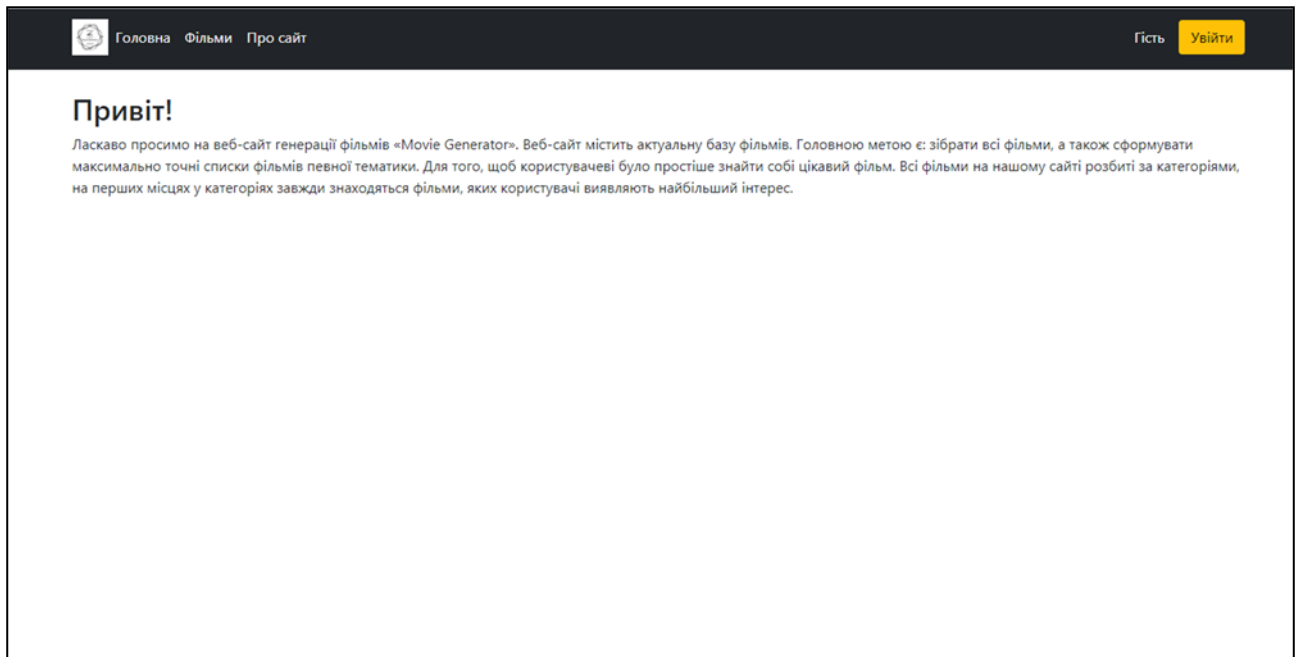 Головна Фільми Про сайт Гість Увійти
Привіт!
Ласкаво просимо на веб-сайт генерації фільмів «Movie Generator». Веб-сайт містить актуальну базу фільмів. Головною метою є: зібрати всі фільми, а також сформувати
максимально точні списки фільмів певної тематики. Для того, щоб користувачеві було простіше знайти собі цікавий фільм. Всі фільми на нашому сайті розбиті за категоріями,
на перших місцях у категоріях завжди знаходяться фільми, яких користувачі виявляють найбільший інтерес.